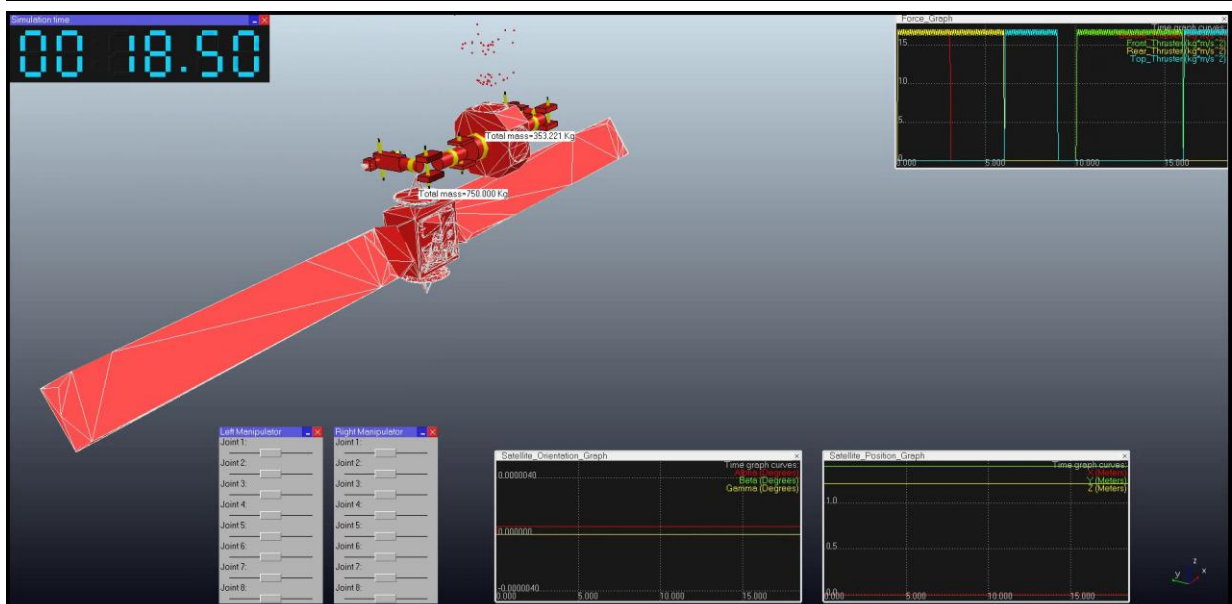 Simulation time
00 18.50
Force_Graph
Time graph curves:
Front_Thruster (kg*m/s^2)
Rear_Thruster (kg*m/s^2)
Top_Thruster (kg*m/s^2)
15.
10.
5.
0.
0.000 5.000 10.000 15.000
Total mass=353.221 Kg
Total mass=750.000 Kg
Left Manipulator
Joint 1:
Joint 2:
Joint 3:
Joint 4:
Joint 5:
Joint 6:
Joint 7:
Joint 8:
Right Manipulator
Joint 1:
Joint 2:
Joint 3:
Joint 4:
Joint 5:
Joint 6:
Joint 7:
Joint 8:
Satellite_Orientation_Graph
Time graph curves:
Alpha (Degrees)
Beta (Degrees)
Gamma (Degrees)
0.0000040
0.000000
-0.0000040
0.000 5.000 10.000 15.000
Satellite_Position_Graph
Time graph curves:
X (Meters)
Y (Meters)
Z (Meters)
1.0
0.5
0.0
0.000 5.000 10.000 15.000
z
y x